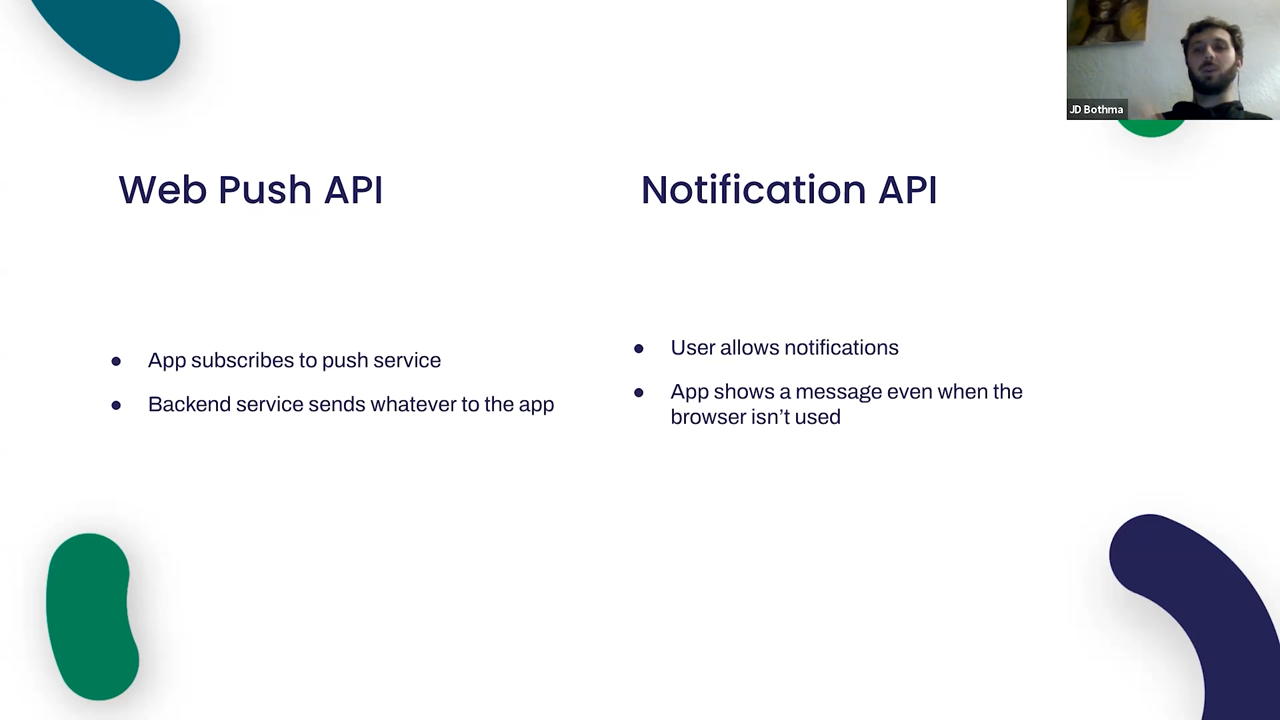 JD Bothma
Web Push API
● App subscribes to push service
● Backend service sends whatever to the app
Notification API
● User allows notifications
● App shows a message even when the
browser isn’t used